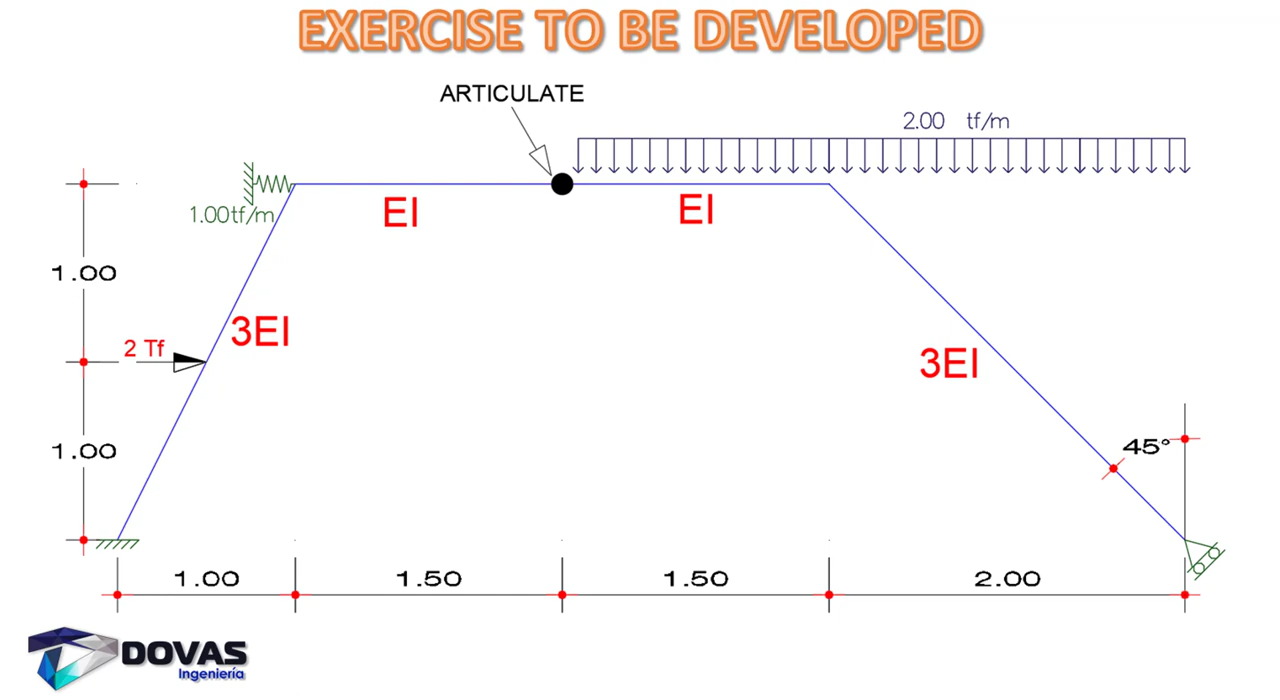 EXERCISE TO BE DEVELOPED
ARTICULATE
2.00 tf/m
1.00tf/m
EI
EI
1.00
3EI
2 Tf
3EI
1.00
45°
1.00
1.50
1.50
2.00
DOVAS
Ingeniería